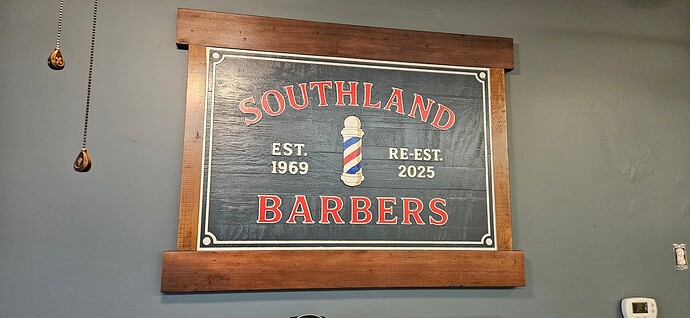 SOUTHLAND
EST.
1969
RE-EST.
2025
BARBERS